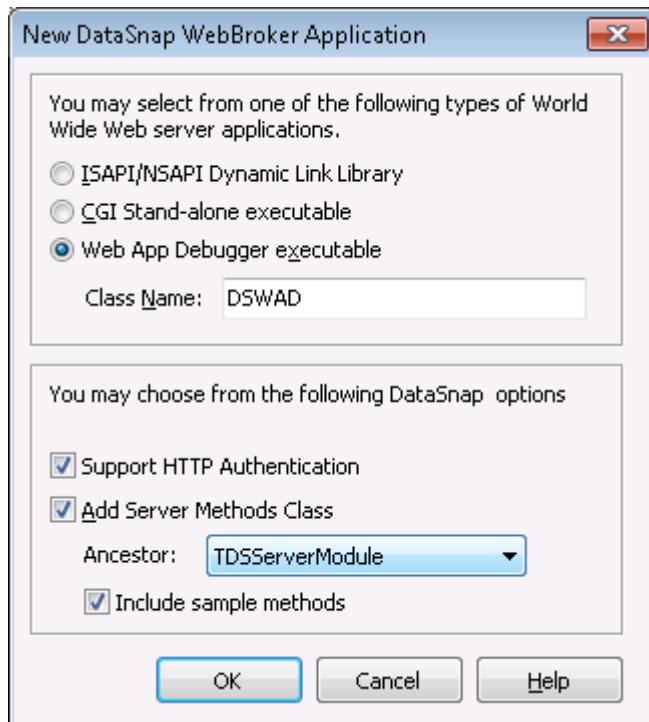 New DataSnap WebBroker Application
You may select from one of the following types of World
Wide Web server applications.
ISAPI/NSAPI Dynamic Link Library
CGI Stand-alone executable
Web App Debugger executable
Class Name: DSWAD
You may choose from the following DataSnap options
Support HTTP Authentication
Add Server Methods Class
Ancestor: TDSServerModule
Include sample methods
OK Cancel Help